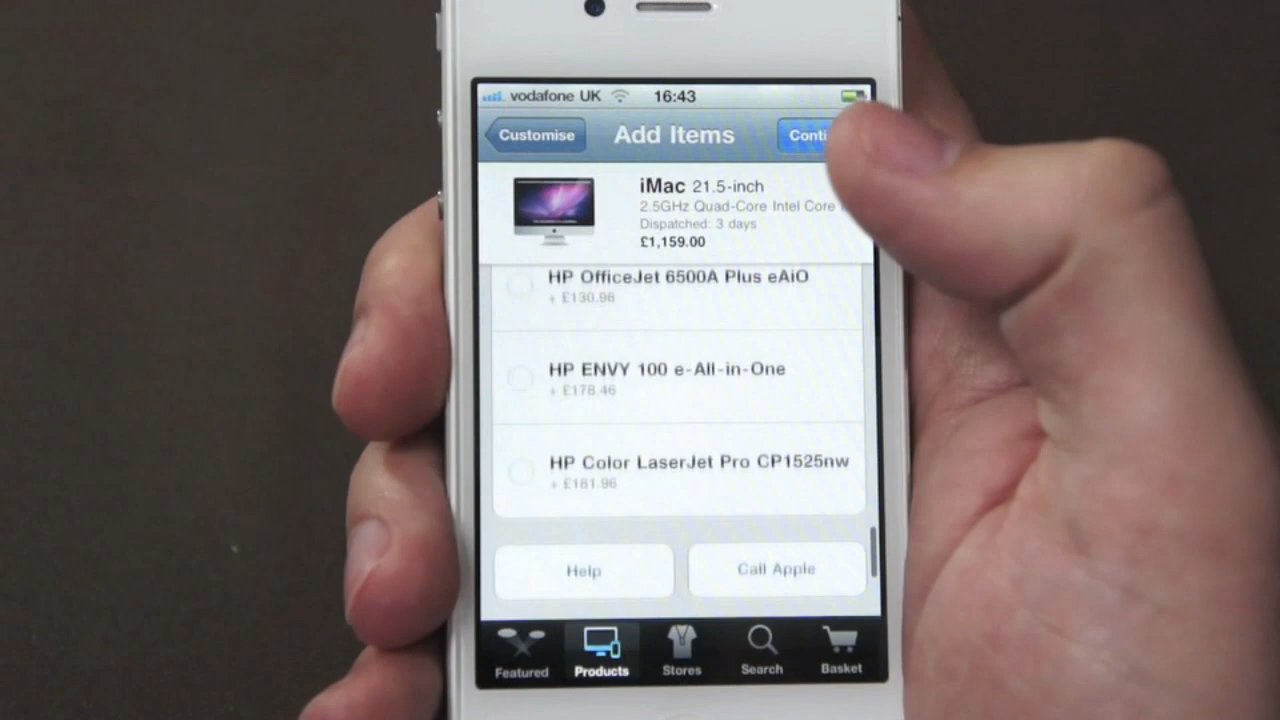 vodafone UK 16:43
Customise Add Items
iMac 21.5-inch
2.5GHz Quad-Core Intel Core
Dispatched: 3 days
£1,159.00
HP OfficeJet 6500A Plus eAiO
+ £130.96
HP ENVY 100 e-All-in-One
+ £178.46
HP Color LaserJet Pro CP1525nw
+ £181.96
Help Call Apple
Featured Products Stores Search Basket